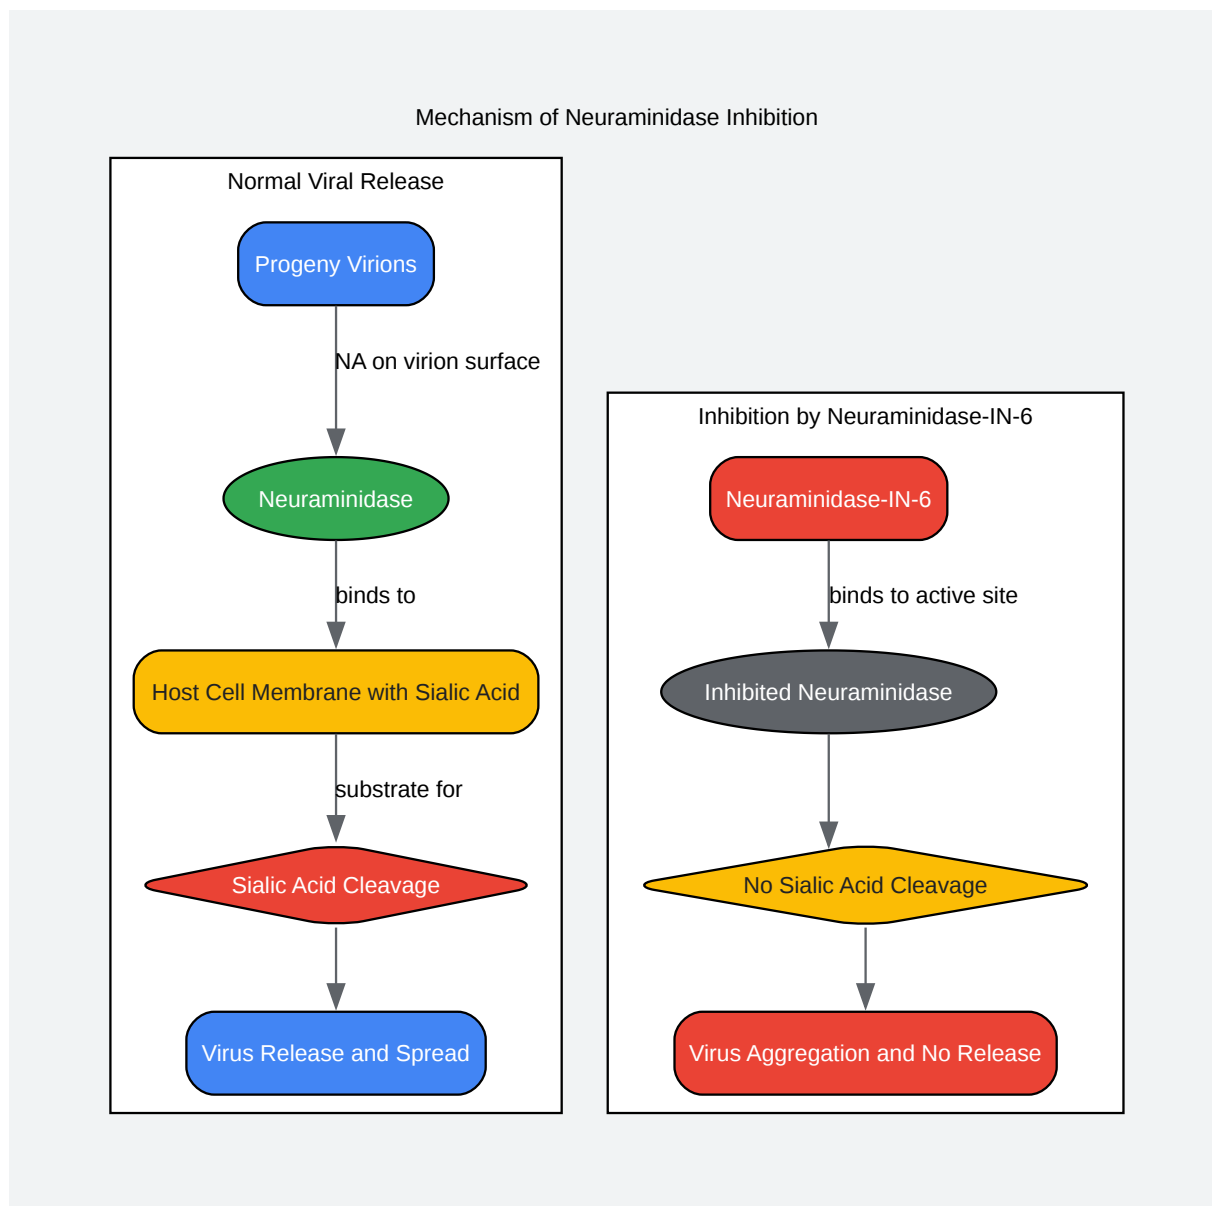 Mechanism of Neuraminidase Inhibition
Normal Viral Release
Progeny Virions
NA on virion surface
Neuraminidase
binds to
Host Cell Membrane with Sialic Acid
substrate for
Sialic Acid Cleavage
Virus Release and Spread
Inhibition by Neuraminidase-IN-6
Neuraminidase-IN-6
binds to active site
Inhibited Neuraminidase
No Sialic Acid Cleavage
Virus Aggregation and No Release